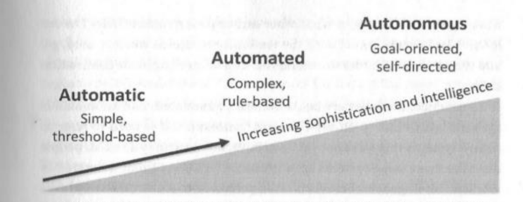 Autonomous
Goal-oriented,
self-directed
Automated
Complex,
rule-based
Automatic
Simple,
threshold-based
Increasing sophistication and intelligence